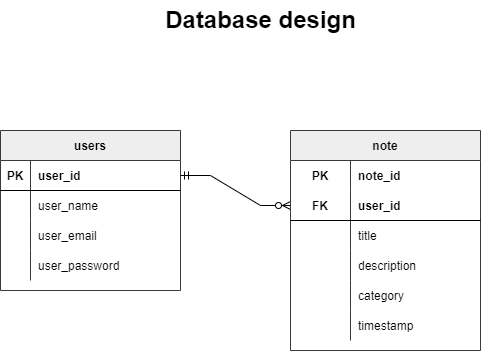 Database design
users
PK user_id
user_name
user_email
user_password
note
PK note_id
FK user_id
title
description
category
timestamp